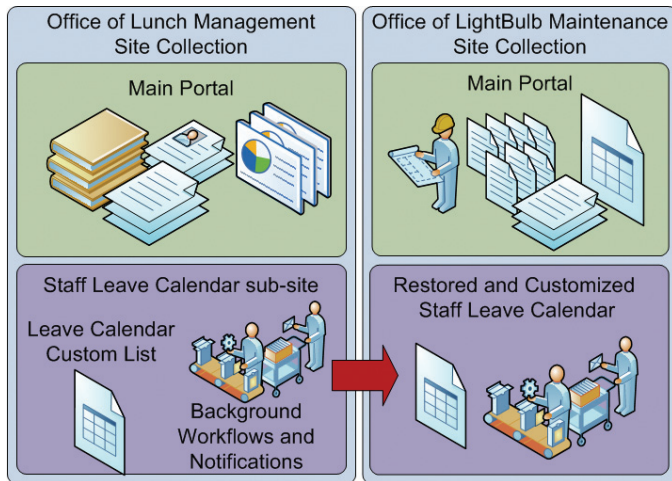 Office of Lunch Management
Site Collection
Main Portal
Staff Leave Calendar sub-site
Leave Calendar
Custom List
Background
Workflows and
Notifications
Office of LightBulb Maintenance
Site Collection
Main Portal
Restored and Customized
Staff Leave Calendar